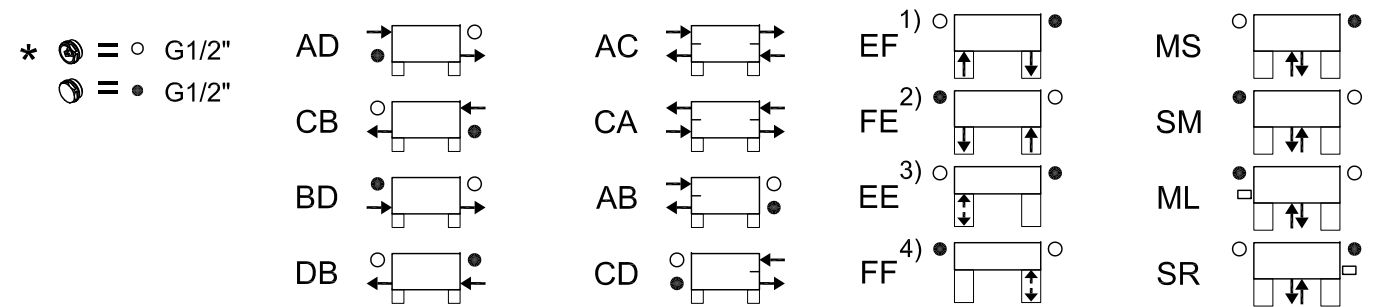 * = G1/2" AD AC 1) EF MS
= G1/2"
CB CA 2) FE SM
BD AB 3) EE ML
DB CD 4) FF SR